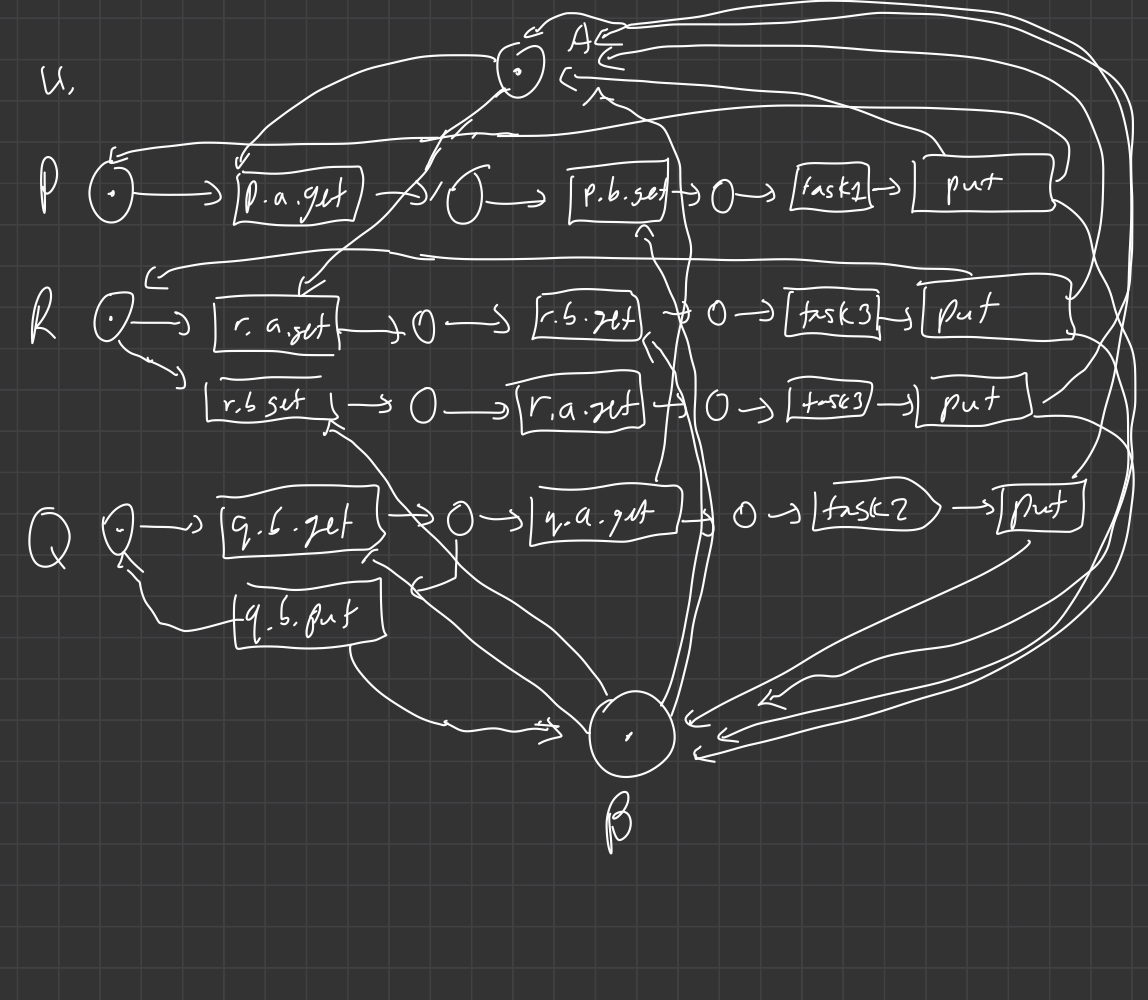 A
u,
P p.a.get p.b.get task1 put
R r.a.get r.b.get task3 put
r.b get r.a.get task3 put
Q q.b.get q.a.get task2 put
q.b.put
B